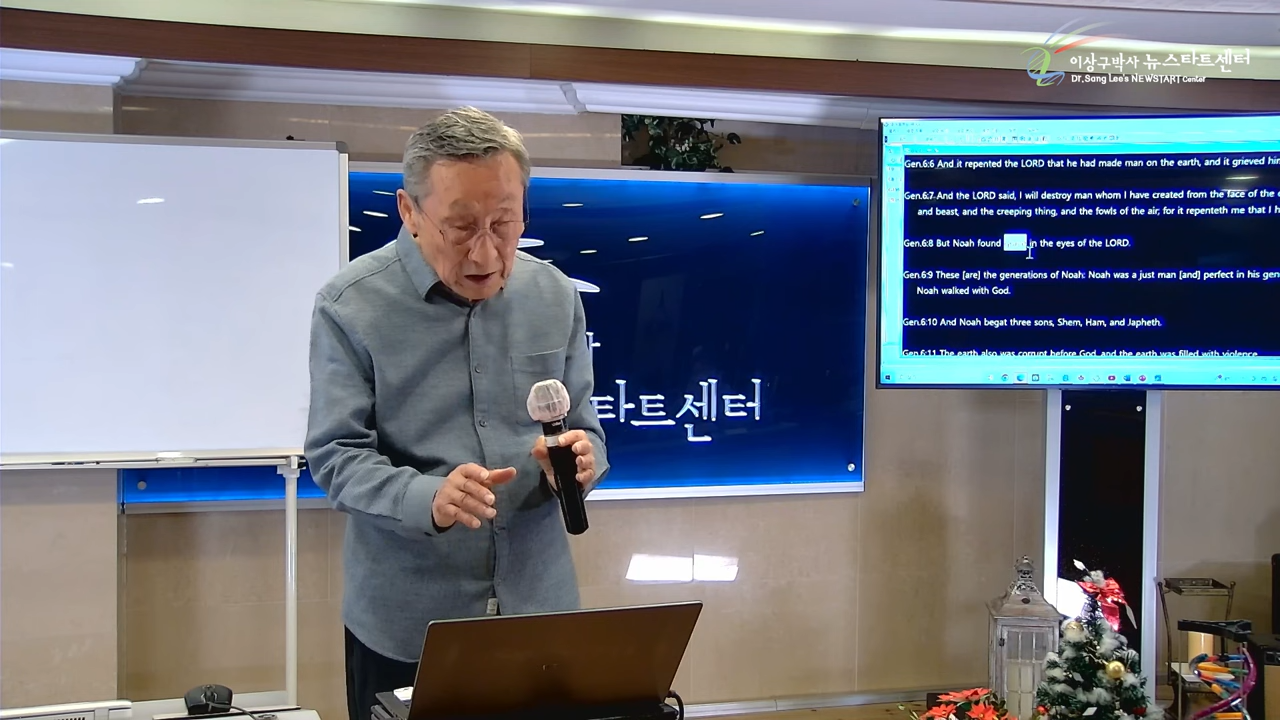 이상구박사 뉴스타트센터
Dr. Sang Lee's NEWSTART Center
Gen.6:6 And it repented the LORD that he had made man on the earth, and it grieved him
Gen.6:7 And the LORD said, I will destroy man whom I have created from the face of the
and beast, and the creeping thing, and the fowls of the air; for it repenteth me that I
Gen.6:8 But Noah found in the eyes of the LORD.
Gen.6:9 These [are] the generations of Noah: Noah was a just man [and] perfect in his
Noah walked with God.
Gen.6:10 And Noah begat three sons, Shem, Ham, and Japheth.
Gen.6:11 The earth also was corrupt before God, and the earth was filled with violence
스타트센터